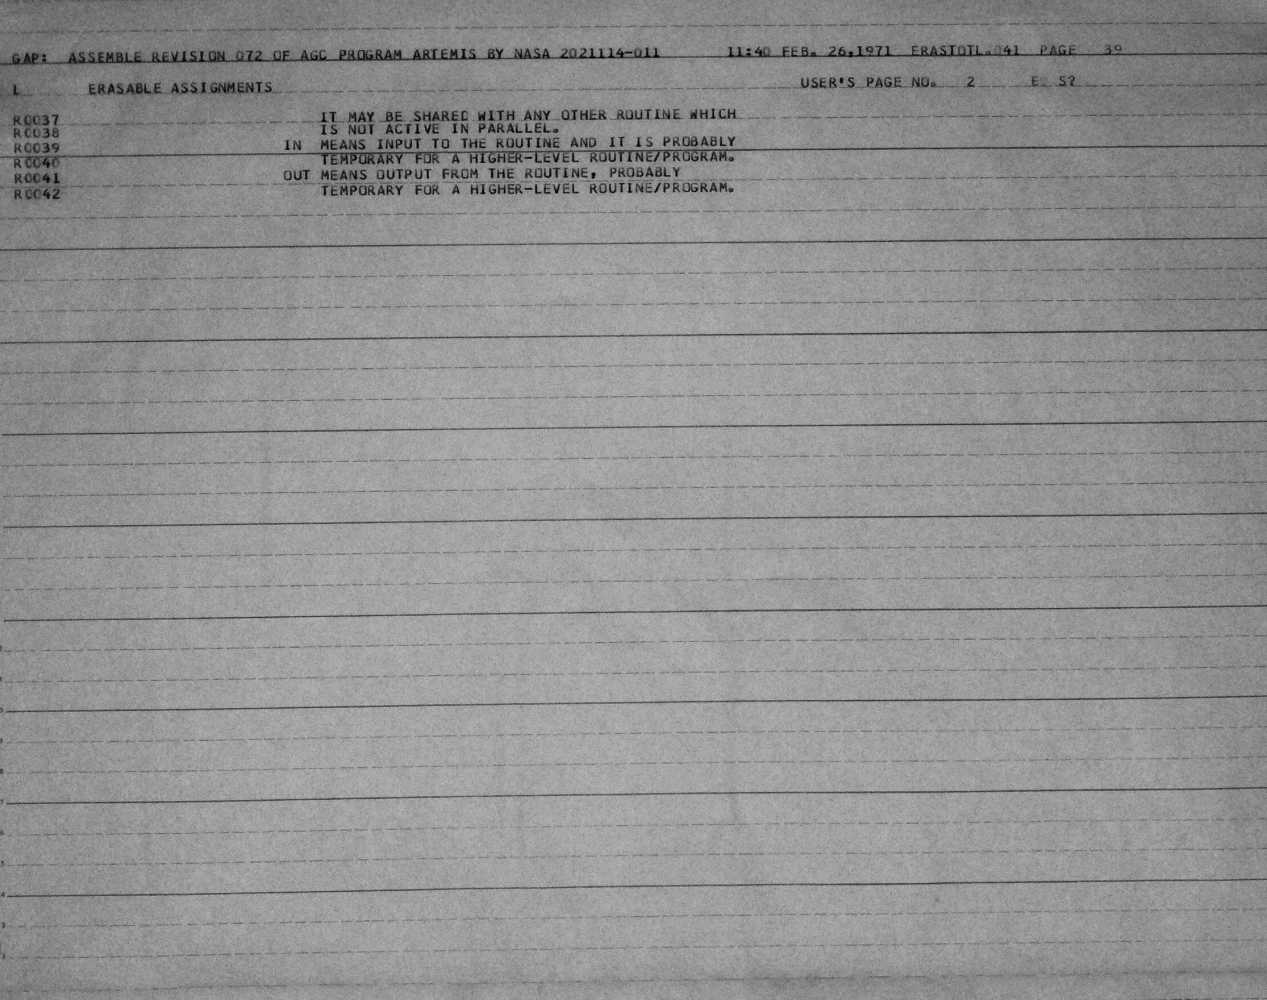 GAP: ASSEMBLE REVISION 072 OF AGC PROGRAM ARTEMIS BY NASA 2021114-011 11:40 FEB. 26,1971 ERASTOTL.041 PAGE 39
L ERASABLE ASSIGNMENTS USER'S PAGE NO. 2 E S?
R0037 IT MAY BE SHARED WITH ANY OTHER ROUTINE WHICH
R0038 IS NOT ACTIVE IN PARALLEL.
R0039 IN MEANS INPUT TO THE ROUTINE AND IT IS PROBABLY
R0040 TEMPORARY FOR A HIGHER-LEVEL ROUTINE/PROGRAM.
R0041 OUT MEANS OUTPUT FROM THE ROUTINE, PROBABLY
R0042 TEMPORARY FOR A HIGHER-LEVEL ROUTINE/PROGRAM.